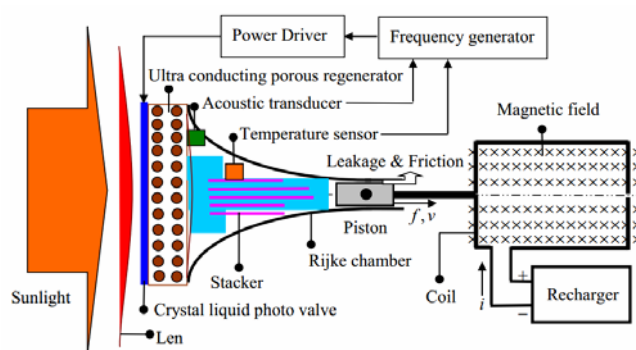 Power Driver
Frequency generator
Ultra conducting porous regenerator
Acoustic transducer
Magnetic field
Temperature sensor
Leakage & Friction
f, v
Piston
Rijke chamber
Stacker
Coil
i
+
−
Recharger
Sunlight
Crystal liquid photo valve
Len